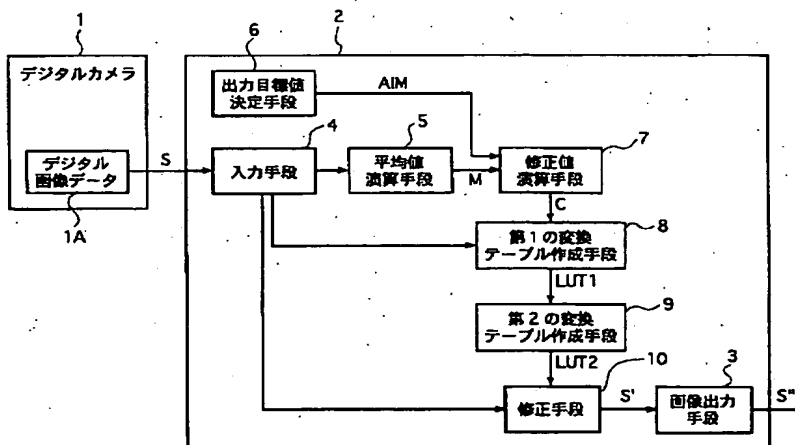 1
デジタルカメラ
デジタル
画像データ
1A
S
2
6
出力目標値
決定手段
AIM
4
入力手段
5
平均値
演算手段
M
7
修正値
演算手段
C
8
第1の変換
テーブル作成手段
LUT1
9
第2の変換
テーブル作成手段
LUT2
10
修正手段
S'
3
画像出力
手段
S"